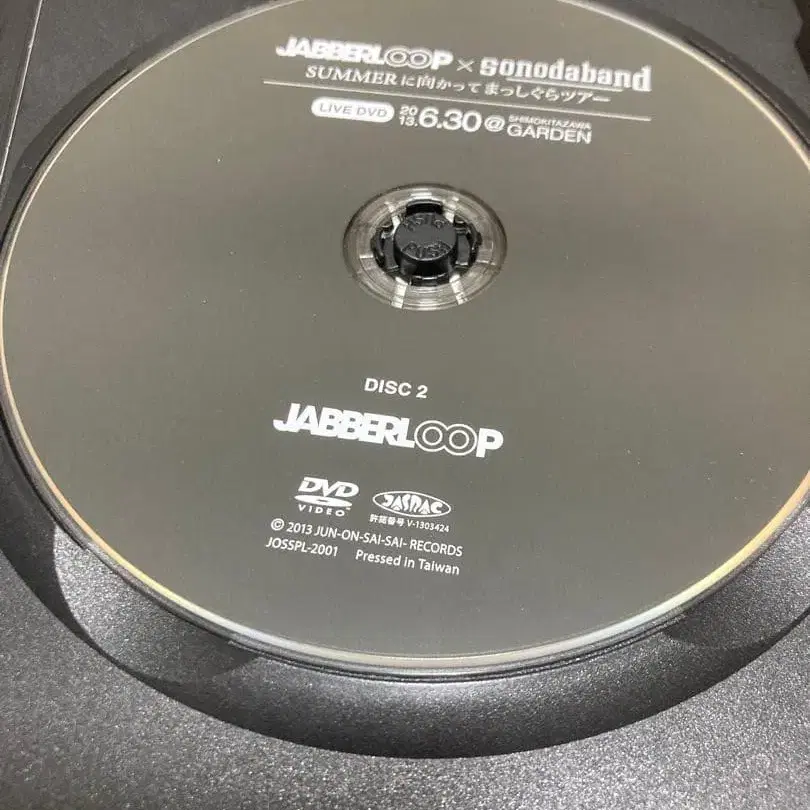 JABBERLOOP × sonodaband
SUMMERに向かってまっしぐらツアー
LIVE DVD 2013.6.30@SHIMOKITAZAWA GARDEN
PUSH
DISC 2
JABBERLOOP
DVD VIDEO JASRAC
許諾番号 V-1303424
© 2013 JUN-ON-SAI-SAI- RECORDS
JOSSPL-2001 Pressed in Taiwan